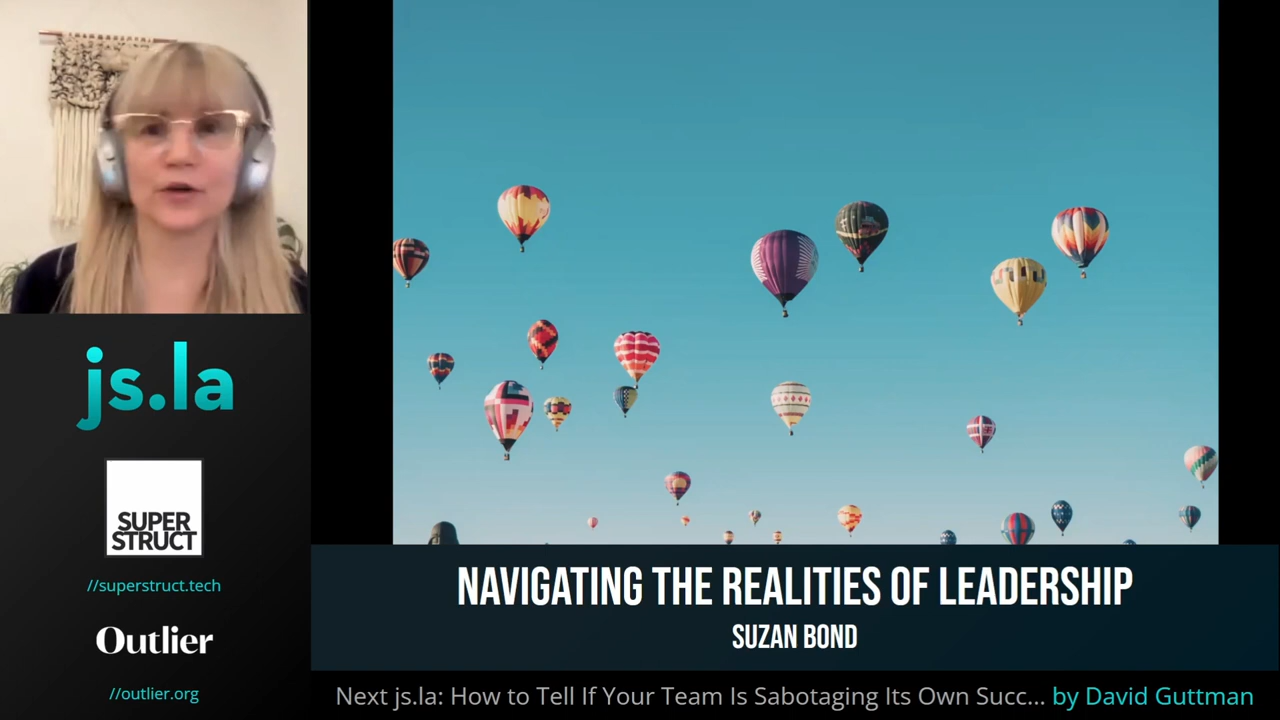 js.la
SUPER
STRUCT
//superstruct.tech
Outlier
//outlier.org
NAVIGATING THE REALITIES OF LEADERSHIP
SUZAN BOND
Next js.la: How to Tell If Your Team Is Sabotaging Its Own Succ... by David Guttman